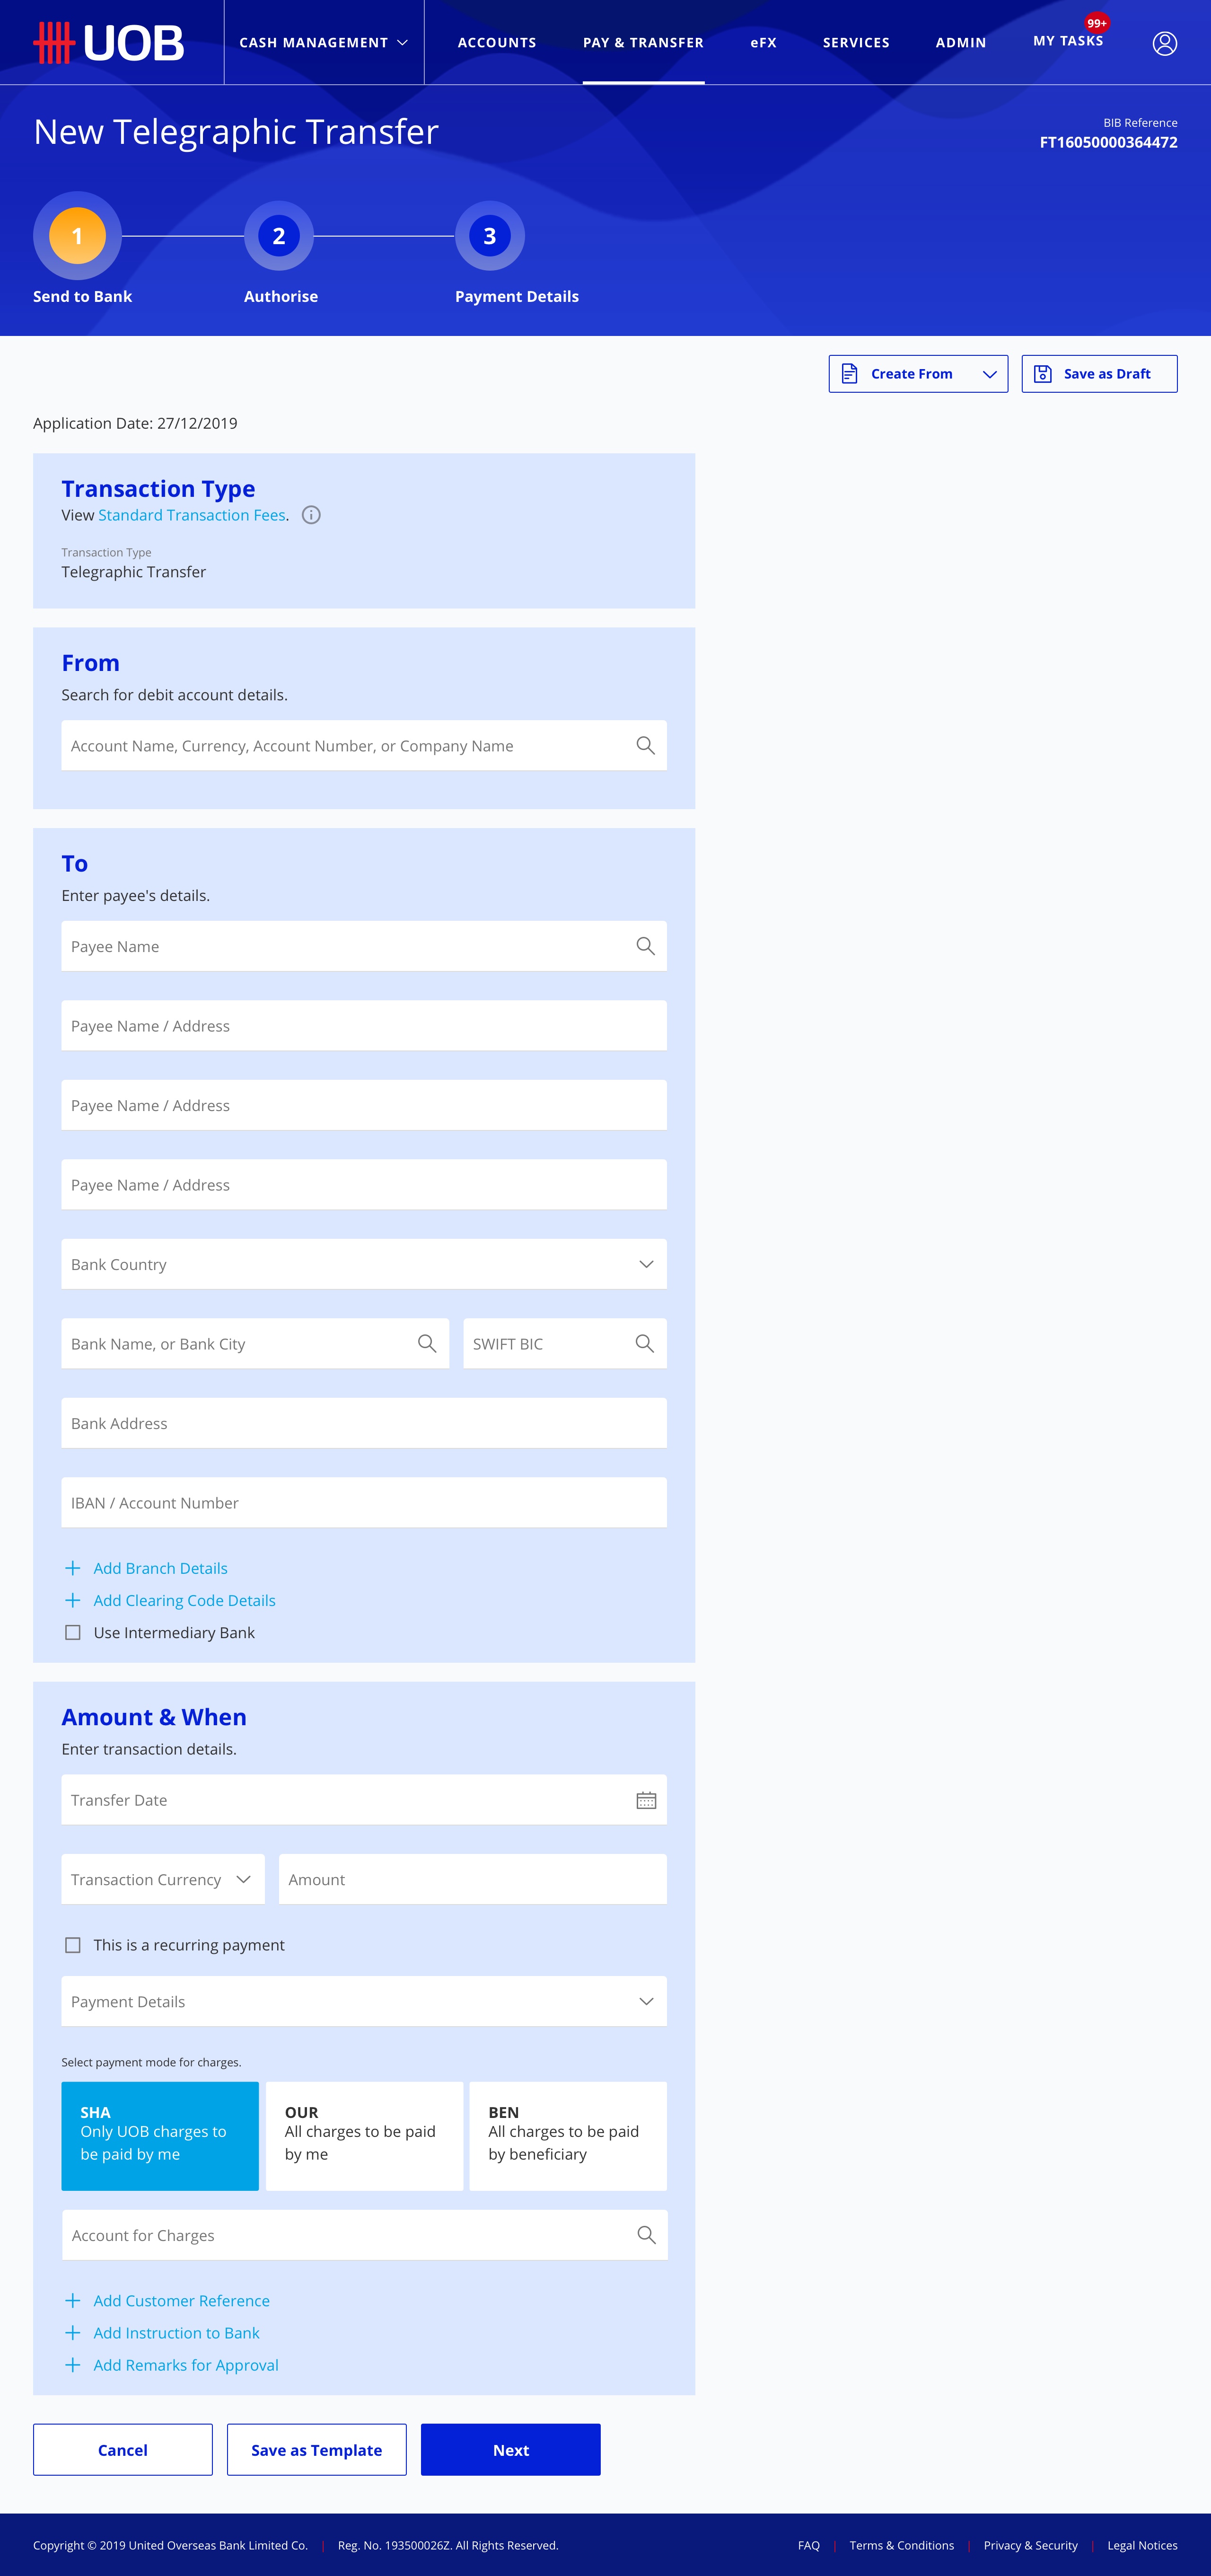 UOB
CASH MANAGEMENT
ACCOUNTS
PAY & TRANSFER
eFX
SERVICES
ADMIN
MY TASKS
99+
New Telegraphic Transfer
BIB Reference
FT16050000364472
1
2
3
Send to Bank
Authorise
Payment Details
Create From
Save as Draft
Application Date: 27/12/2019
Transaction Type
View Standard Transaction Fees.
Transaction Type
Telegraphic Transfer
From
Search for debit account details.
Account Name, Currency, Account Number, or Company Name
To
Enter payee's details.
Payee Name
Payee Name / Address
Payee Name / Address
Payee Name / Address
Bank Country
Bank Name, or Bank City
SWIFT BIC
Bank Address
IBAN / Account Number
Add Branch Details
Add Clearing Code Details
Use Intermediary Bank
Amount & When
Enter transaction details.
Transfer Date
Transaction Currency
Amount
This is a recurring payment
Payment Details
Select payment mode for charges.
SHA
Only UOB charges to
be paid by me
OUR
All charges to be paid
by me
BEN
All charges to be paid
by beneficiary
Account for Charges
Add Customer Reference
Add Instruction to Bank
Add Remarks for Approval
Cancel
Save as Template
Next
Copyright © 2019 United Overseas Bank Limited Co. | Reg. No. 193500026Z. All Rights Reserved.
FAQ | Terms & Conditions | Privacy & Security | Legal Notices